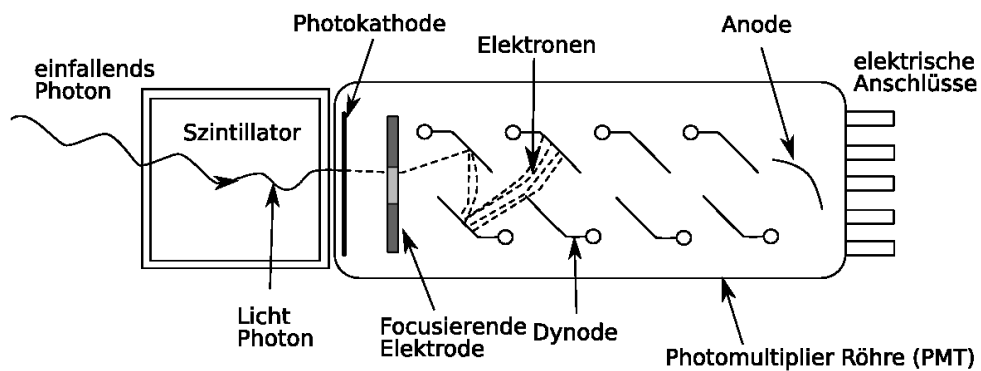 Photokathode
Elektronen
Anode
einfallends
Photon
elektrische
Anschlüsse
Szintillator
Licht
Photon
Focusierende
Elektrode
Dynode
Photomultiplier Röhre (PMT)